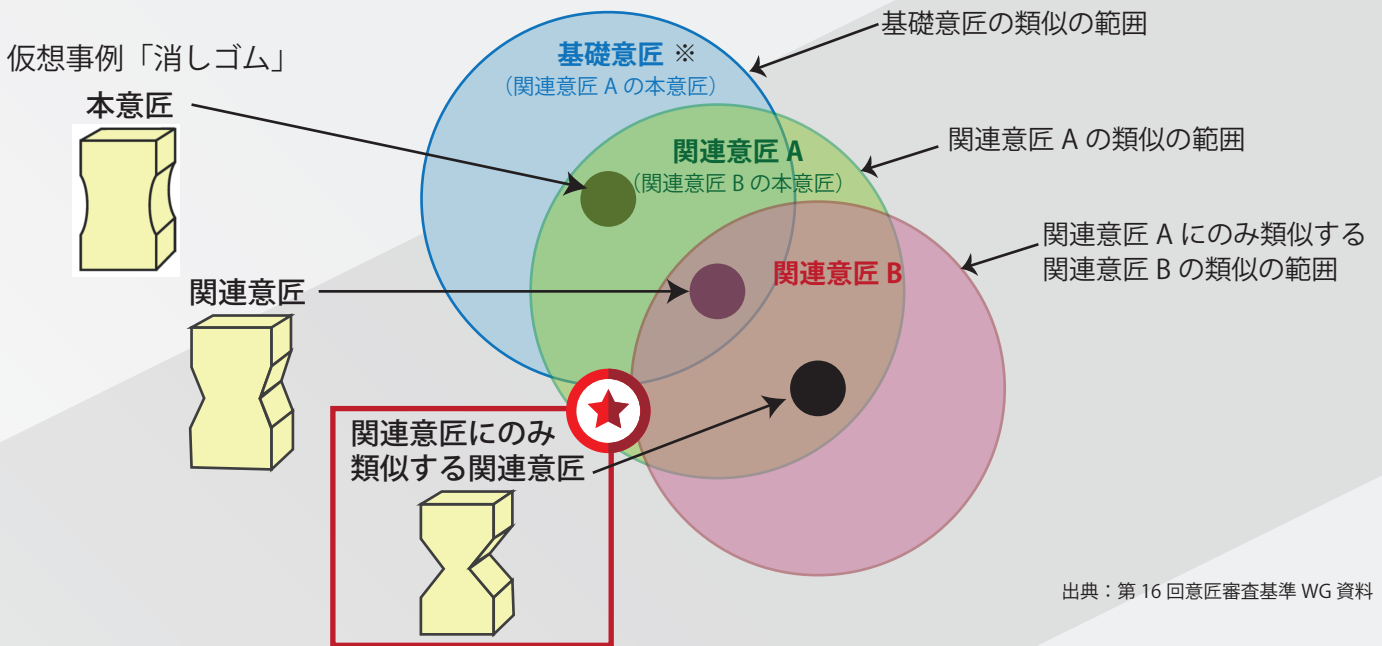 仮想事例「消しゴム」
本意匠
関連意匠
関連意匠にのみ
類似する関連意匠
基礎意匠 ※
（関連意匠 A の本意匠）
関連意匠 A
（関連意匠 B の本意匠）
関連意匠 B
基礎意匠の類似の範囲
関連意匠 A の類似の範囲
関連意匠 A にのみ類似する
関連意匠 B の類似の範囲
出典：第 16 回意匠審査基準 WG 資料